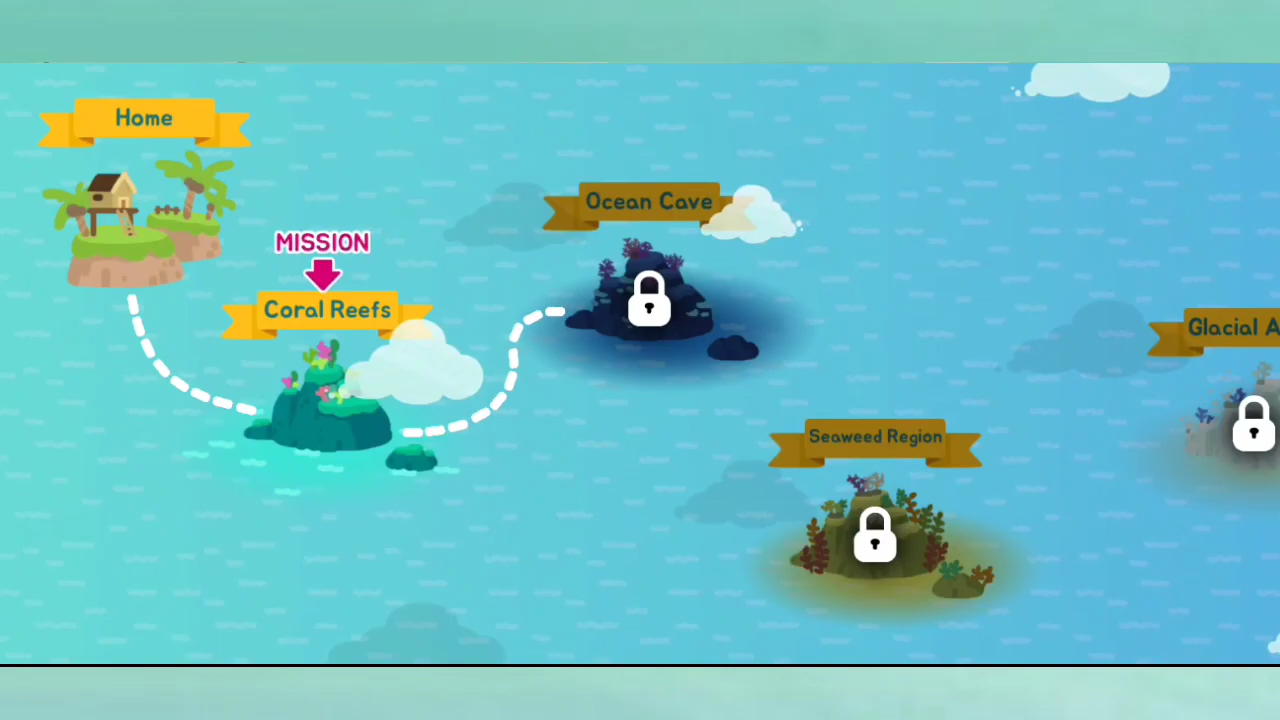 Home
MISSION
Coral Reefs
Ocean Cave
Seaweed Region
Glacial A